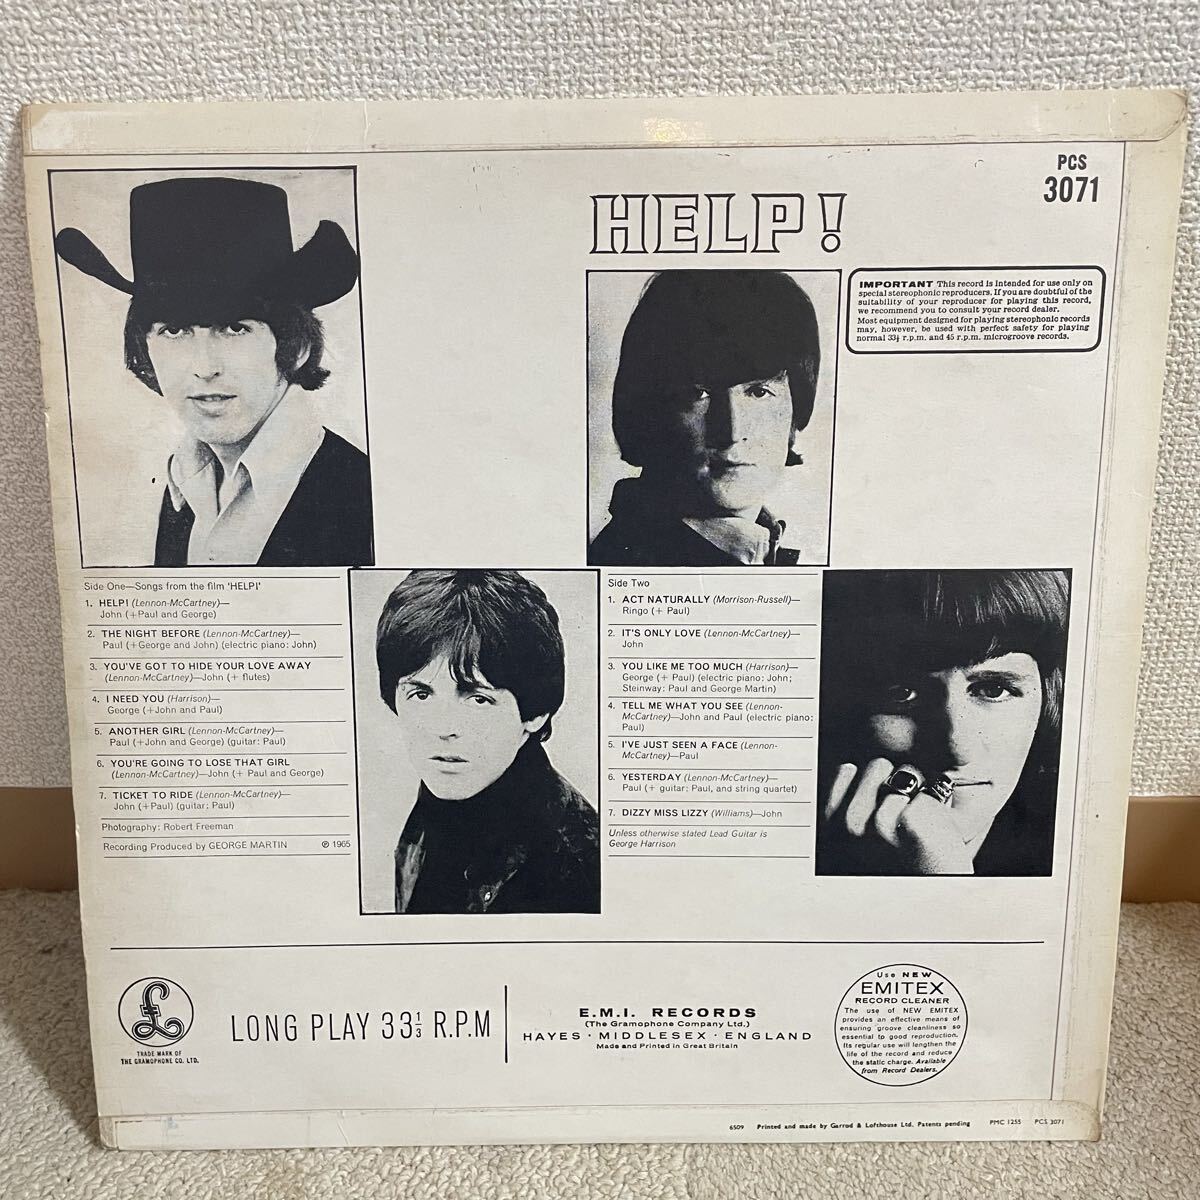 PCS
3071
HELP!
IMPORTANT This record is intended for use only on
special stereophonic reproducers. If you are doubtful of the
suitability of your reproducer for playing this record,
we recommend you to consult your record dealer.
Most equipment designed for playing stereophonic records
may, however, be used with perfect safety for playing
normal 33⅓ r.p.m. and 45 r.p.m. microgroove records.
Side One—Songs from the film 'HELP!'
1. HELP! (Lennon-McCartney)—
John (+Paul and George)
2. THE NIGHT BEFORE (Lennon-McCartney)—
Paul (+George and John) (electric piano: John)
3. YOU'VE GOT TO HIDE YOUR LOVE AWAY
(Lennon-McCartney)—John (+ flutes)
4. I NEED YOU (Harrison)—
George (+John and Paul)
5. ANOTHER GIRL (Lennon-McCartney)—
Paul (+John and George) (guitar: Paul)
6. YOU'RE GOING TO LOSE THAT GIRL
(Lennon-McCartney)—John (+ Paul and George)
7. TICKET TO RIDE (Lennon-McCartney)—
John (+Paul) (guitar: Paul)
Photography: Robert Freeman
Recording Produced by GEORGE MARTIN ℗ 1965
Side Two
1. ACT NATURALLY (Morrison-Russell)—
Ringo (+ Paul)
2. IT'S ONLY LOVE (Lennon-McCartney)—
John
3. YOU LIKE ME TOO MUCH (Harrison)—
George (+ Paul) (electric piano: John;
Steinway: Paul and George Martin)
4. TELL ME WHAT YOU SEE (Lennon-
McCartney)—John and Paul (electric piano:
Paul)
5. I'VE JUST SEEN A FACE (Lennon-
McCartney)—Paul
6. YESTERDAY (Lennon-McCartney)—
Paul (+ guitar: Paul, and string quartet)
7. DIZZY MISS LIZZY (Williams)—John
Unless otherwise stated Lead Guitar is
George Harrison
£
TRADE MARK OF
THE GRAMOPHONE CO. LTD.
LONG PLAY 33⅓ R.P.M
E.M.I. RECORDS
(The Gramophone Company Ltd.)
HAYES · MIDDLESEX · ENGLAND
Made and Printed in Great Britain
Use NEW
EMITEX
RECORD CLEANER
The use of NEW EMITEX
provides an effective means of
ensuring groove cleanliness so
essential to good reproduction.
Its regular use will lengthen the
life of the record and reduce
the static charge. Available
from Record Dealers.
6509 Printed and made by Garrod & Lofthouse Ltd. Patents pending PMC 1255 PCS 3071